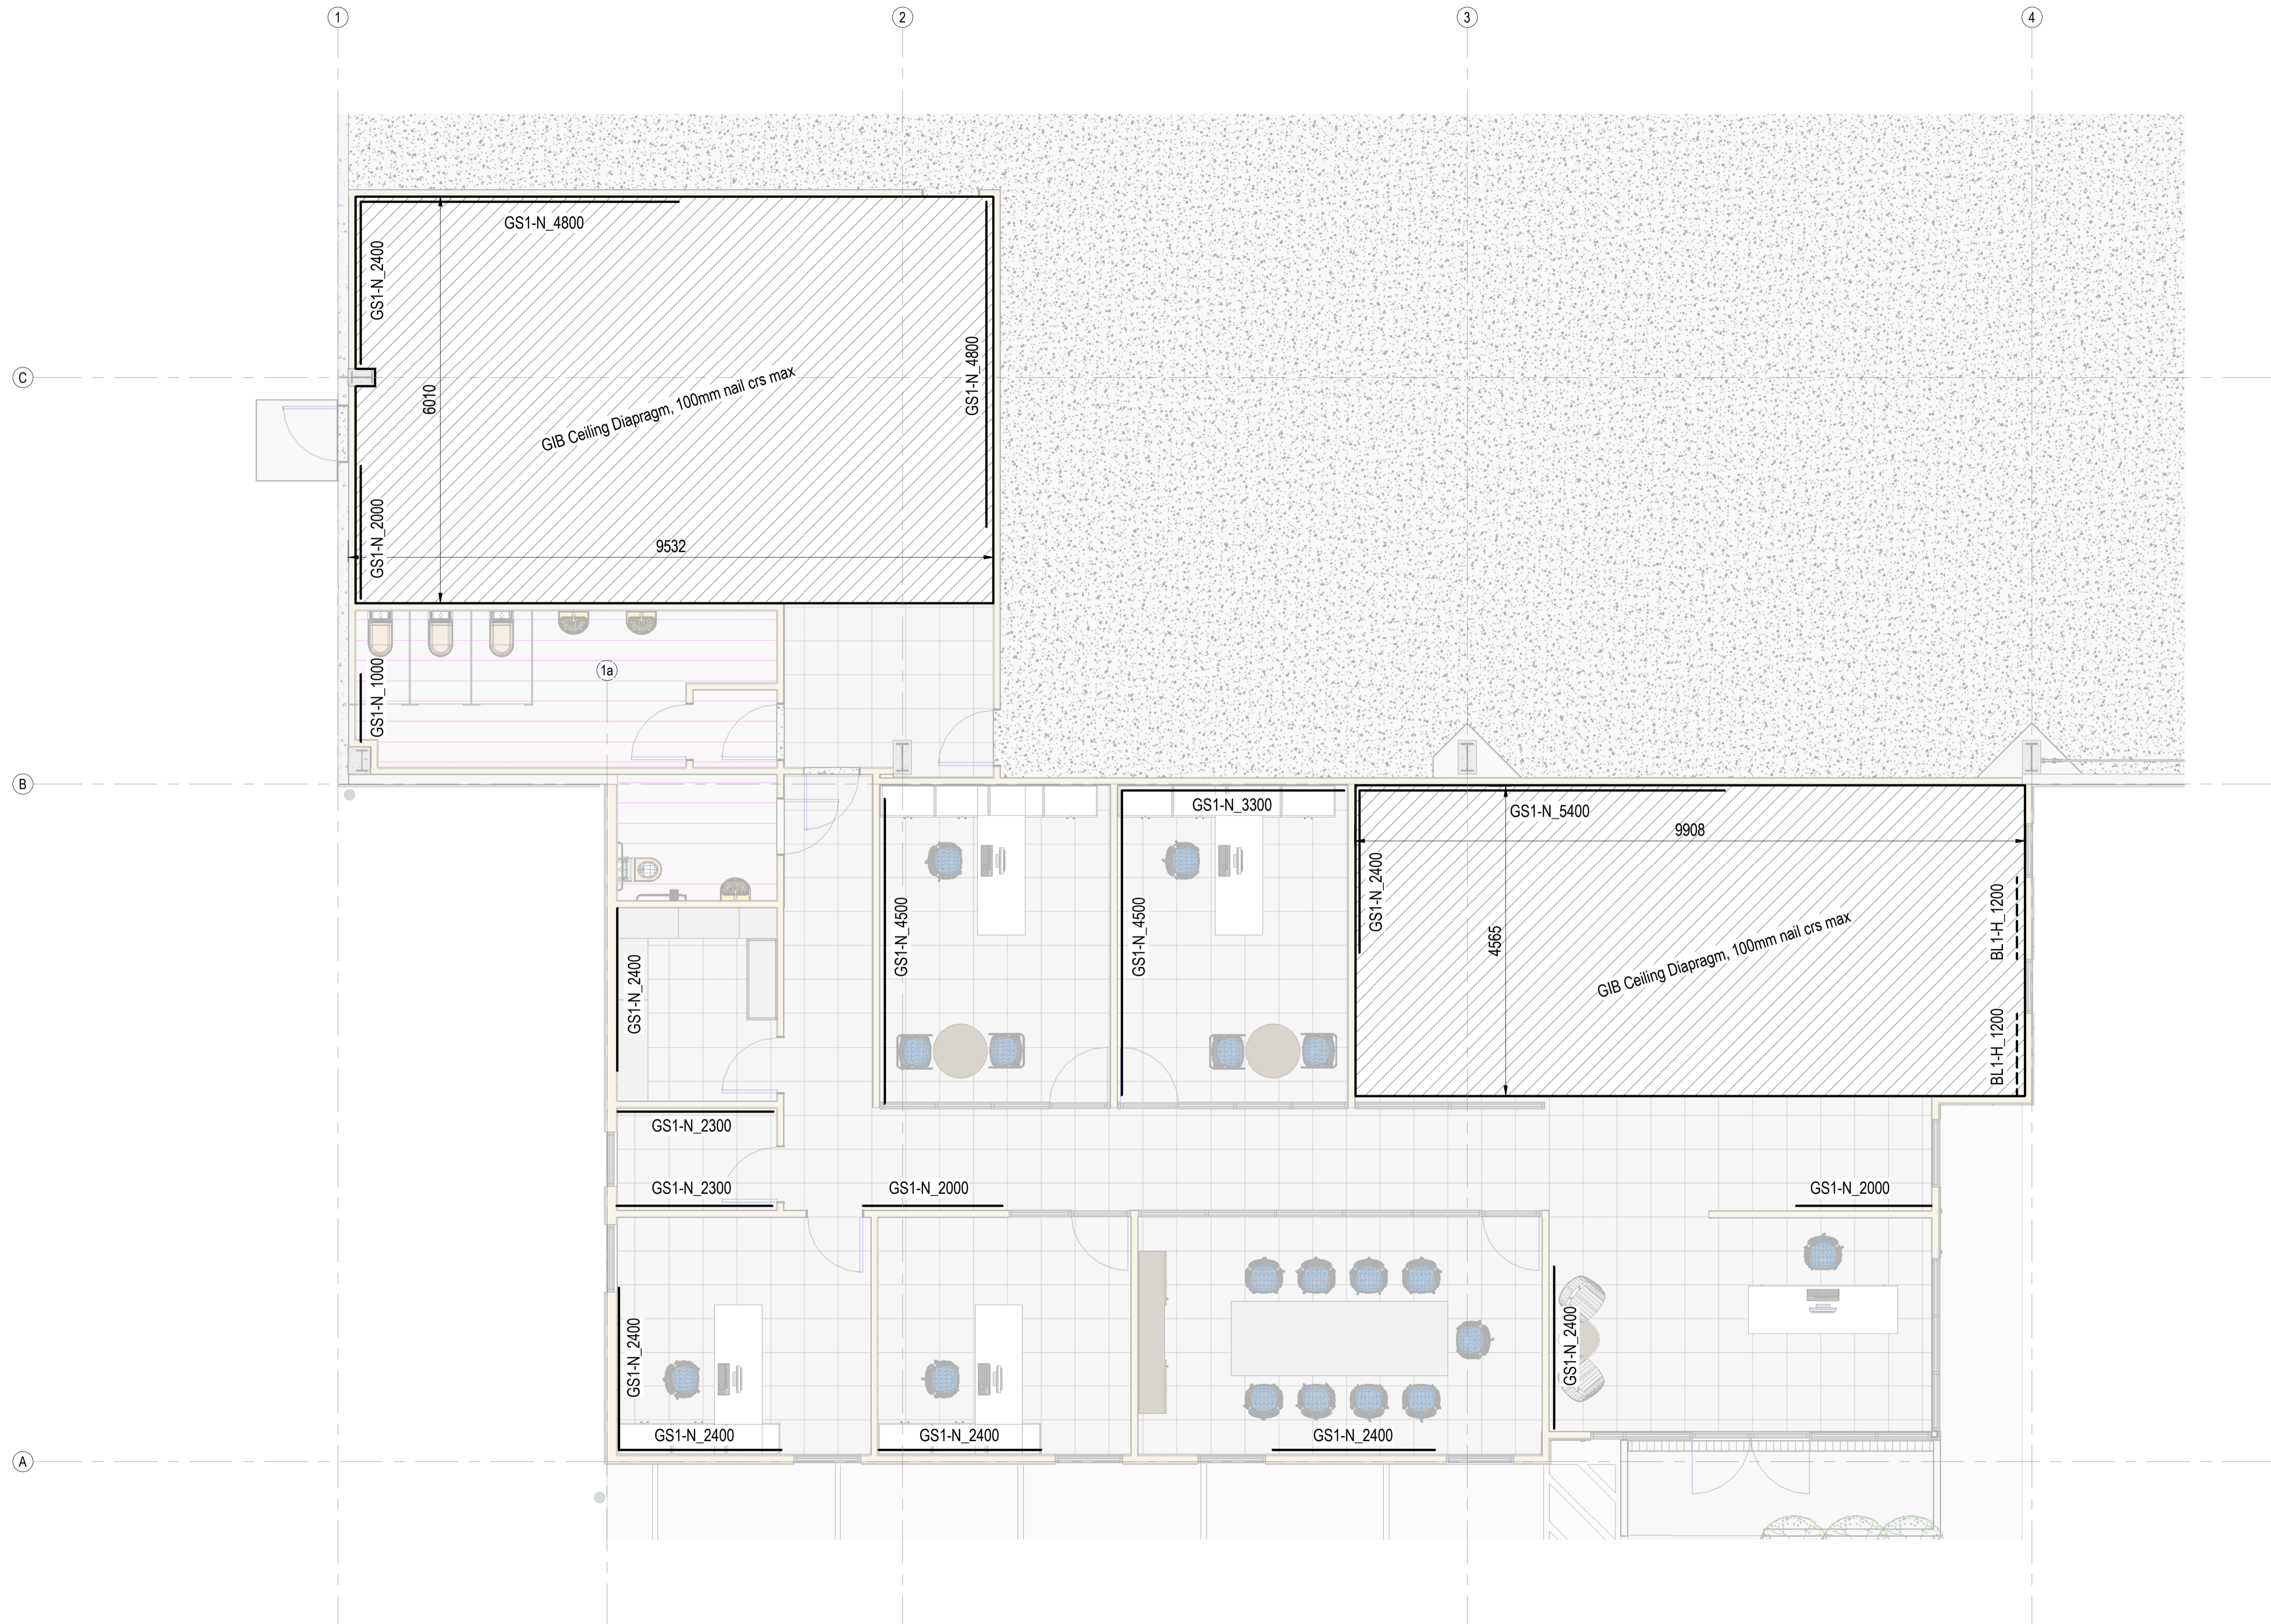 1
2
3
4
GS1-N_4800
GS1-N_2400
C
6010
GIB Ceiling Diapragm, 100mm nail crs max
GS1-N_4800
GS1-N_2000
9532
1a
GS1-N_1000
B
GS1-N_3300
GS1-N_5400
9908
GS1-N_2400
GS1-N_4500
GS1-N_4500
4565
GIB Ceiling Diapragm, 100mm nail crs max
BL1-H_1200
GS1-N_2400
BL1-H_1200
GS1-N_2300
GS1-N_2300
GS1-N_2000
GS1-N_2000
GS1-N_2400
GS1-N_2400
GS1-N_2400
GS1-N_2400
GS1-N_2400
A